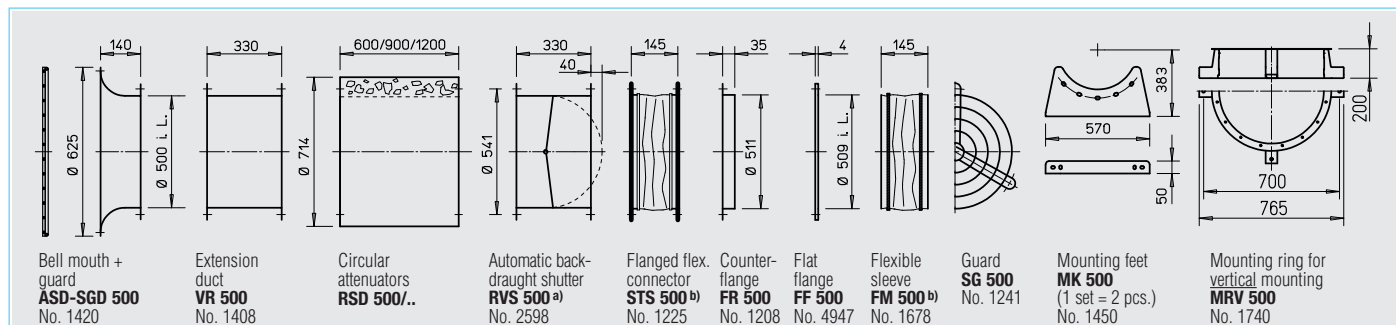 140
Ø 625
Ø 500 i. L..
Bell mouth +
guard
ASD-SGD 500
No. 1420
330
Extension
duct
VR 500
No. 1408
600/900/1200
Ø 714
Circular
attenuators
RSD 500/..
330
40
Ø 541
Automatic back-
draught shutter
RVS 500 a)
No. 2598
145
Flanged flex.
connector
STS 500 b)
No. 1225
35
Ø 511
Counter-
flange
FR 500
No. 1208
4
Ø 509 i L..
Flat
flange
FF 500
No. 4947
145
Flexible
sleeve
FM 500 b)
No. 1678
Guard
SG 500
No. 1241
383
570
50
Mounting feet
MK 500
(1 set = 2 pcs.)
No. 1450
200
700
765
Mounting ring for
vertical mounting
MRV 500
No. 1740